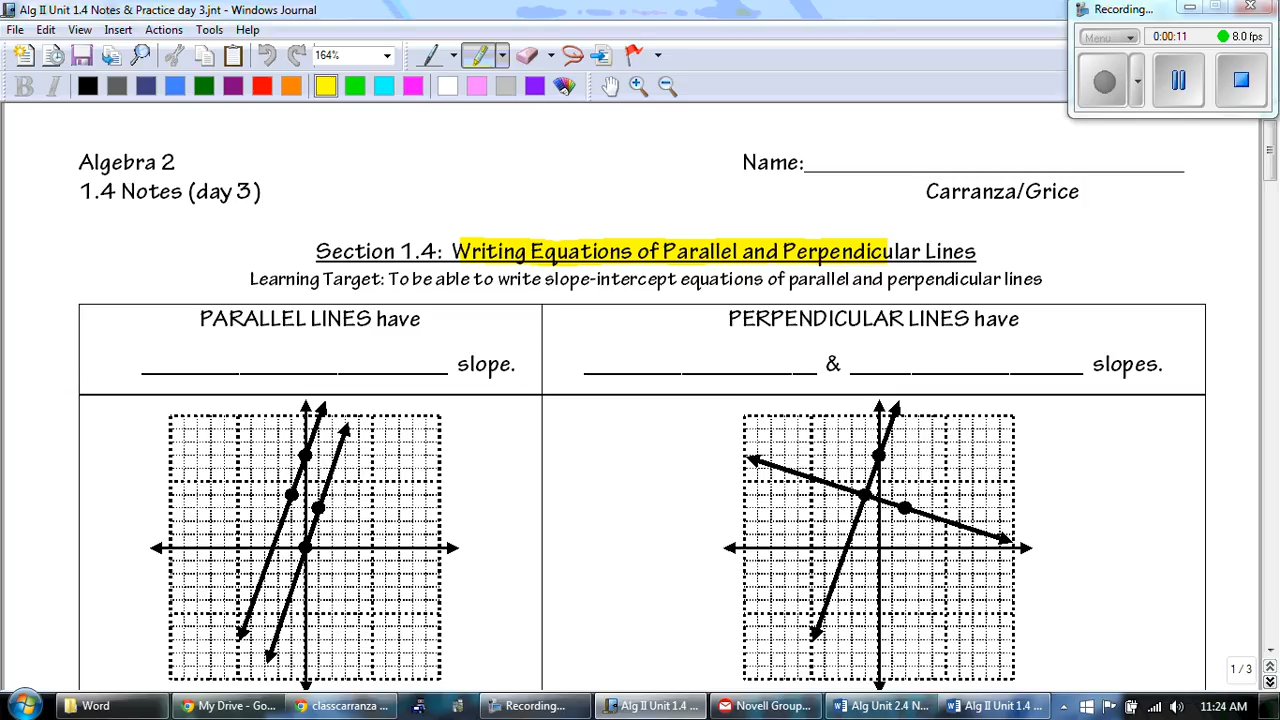 Alg II Unit 1.4 Notes & Practice day 3.jnt - Windows Journal
Recording...
File Edit View Insert Actions Tools Help
Menu 0:00:11 8.0 fps
164%
B I
Algebra 2 Name:
1.4 Notes (day 3) Carranza/Grice
Section 1.4: Writing Equations of Parallel and Perpendicular Lines
Learning Target: To be able to write slope-intercept equations of parallel and perpendicular lines
PARALLEL LINES have PERPENDICULAR LINES have
slope. & slopes.
1 / 3
Word My Drive - Go... classcarranza ... Recording... Alg II Unit 1.4 ... Novell Group... Alg Unit 2.4 N... Alg II Unit 1.4 ... 11:24 AM